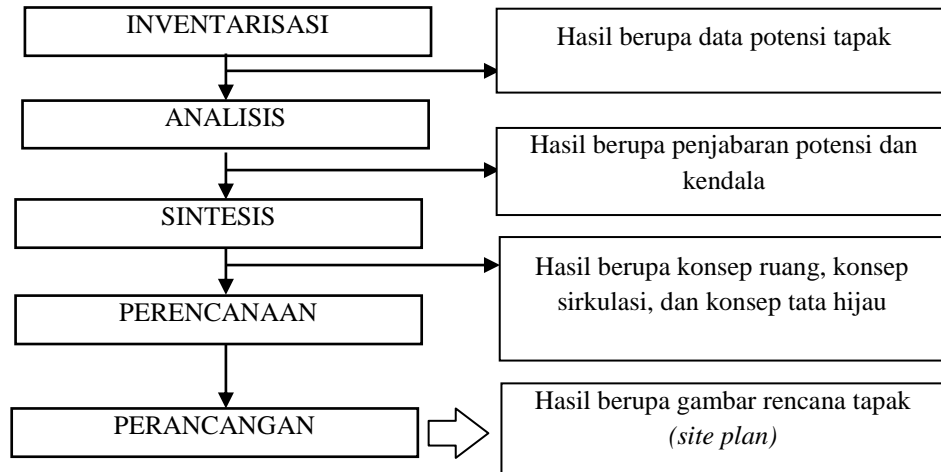 INVENTARISASI
Hasil berupa data potensi tapak
ANALISIS
Hasil berupa penjabaran potensi dan
kendala
SINTESIS
Hasil berupa konsep ruang, konsep
sirkulasi, dan konsep tata hijau
PERENCANAAN
PERANCANGAN
Hasil berupa gambar rencana tapak
(site plan)